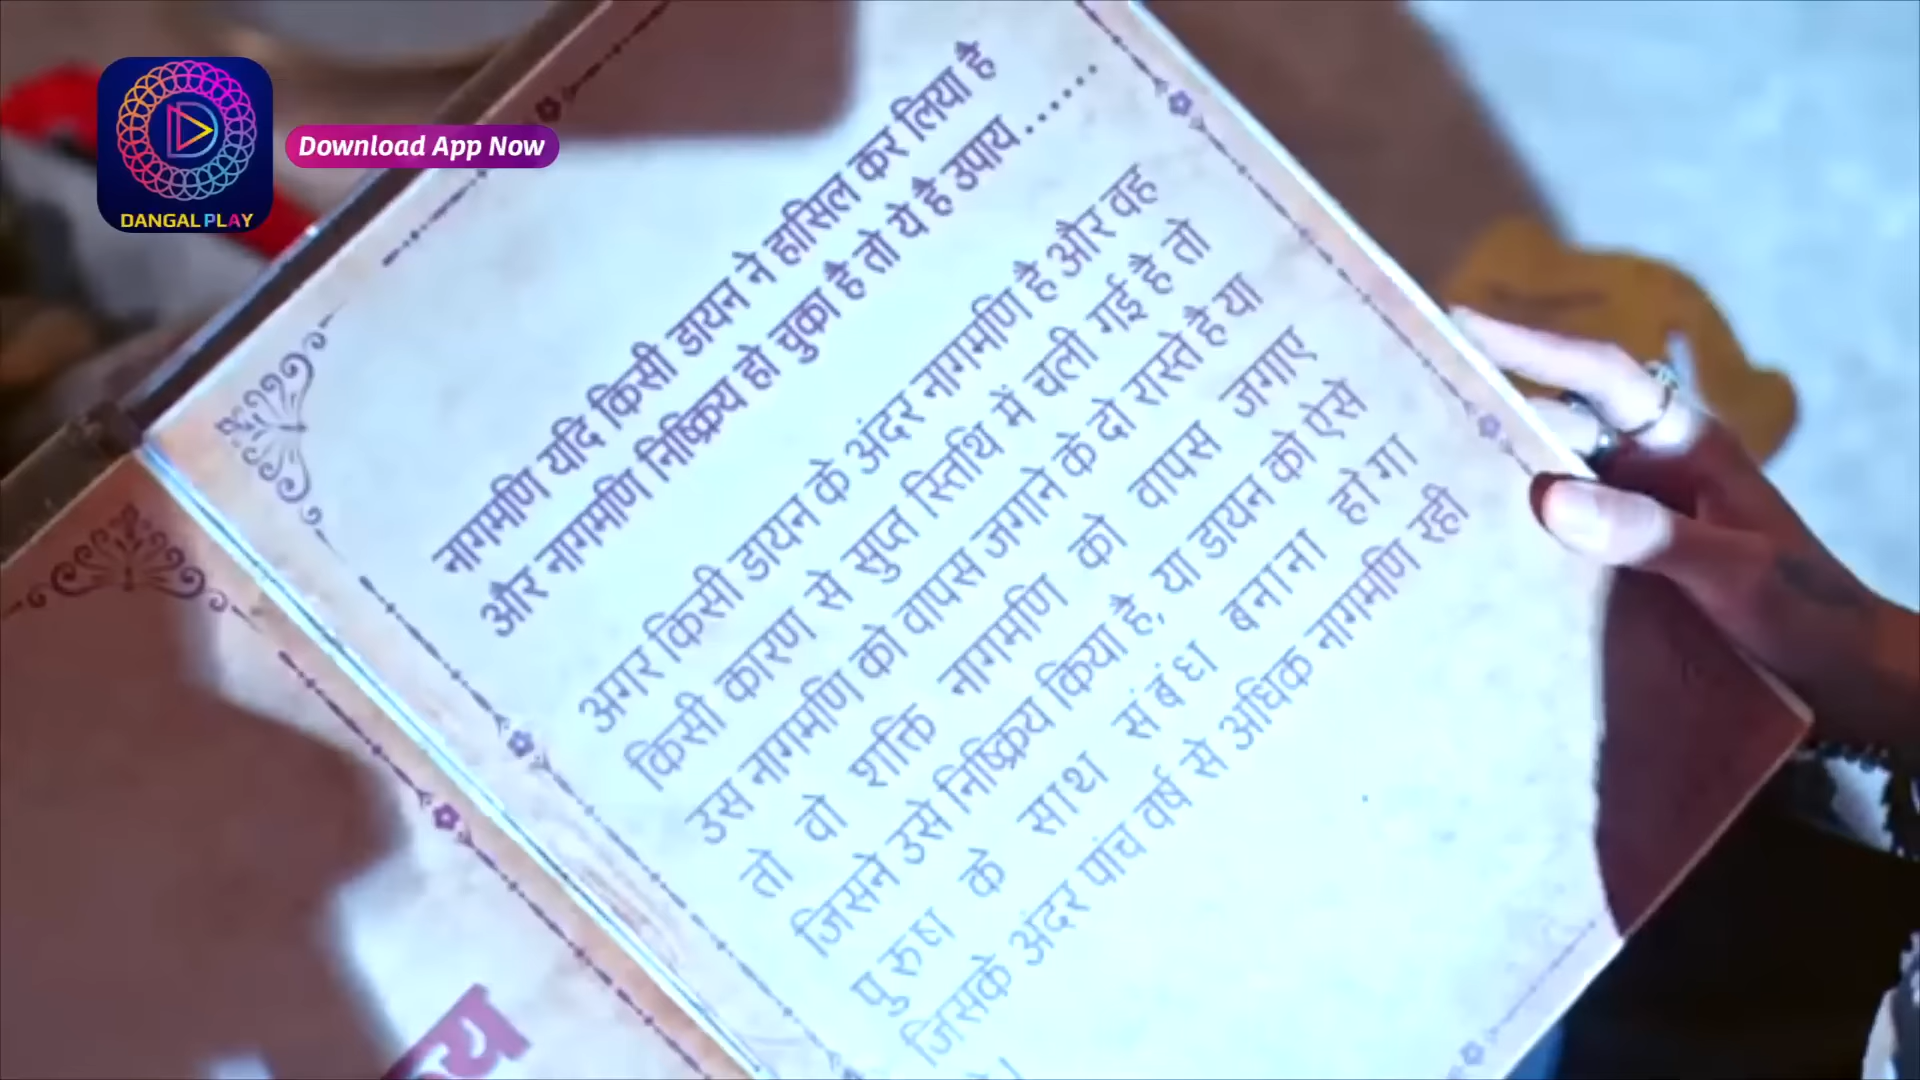 DANGAL PLAY
Download App Now
नागमणि यदि किसी डायन ने हासिल कर लिया है
और नागमणि निष्क्रिय हो चुका है तो ये है उपाय ......
अगर किसी डायन के अंदर नागमणि है और वह
किसी कारण से सुप्त स्तिथि में चली गई है तो
उस नागमणि को वापस जगाने के दो रास्ते है या
तो वो शक्ति नागमणि को वापस जगाए
जिसने उसे निष्क्रिय किया है, या डायन को ऐसे
पुरुष के साथ संबंध बनाना होगा
जिसके अंदर पांच वर्ष से अधिक नागमणि रही